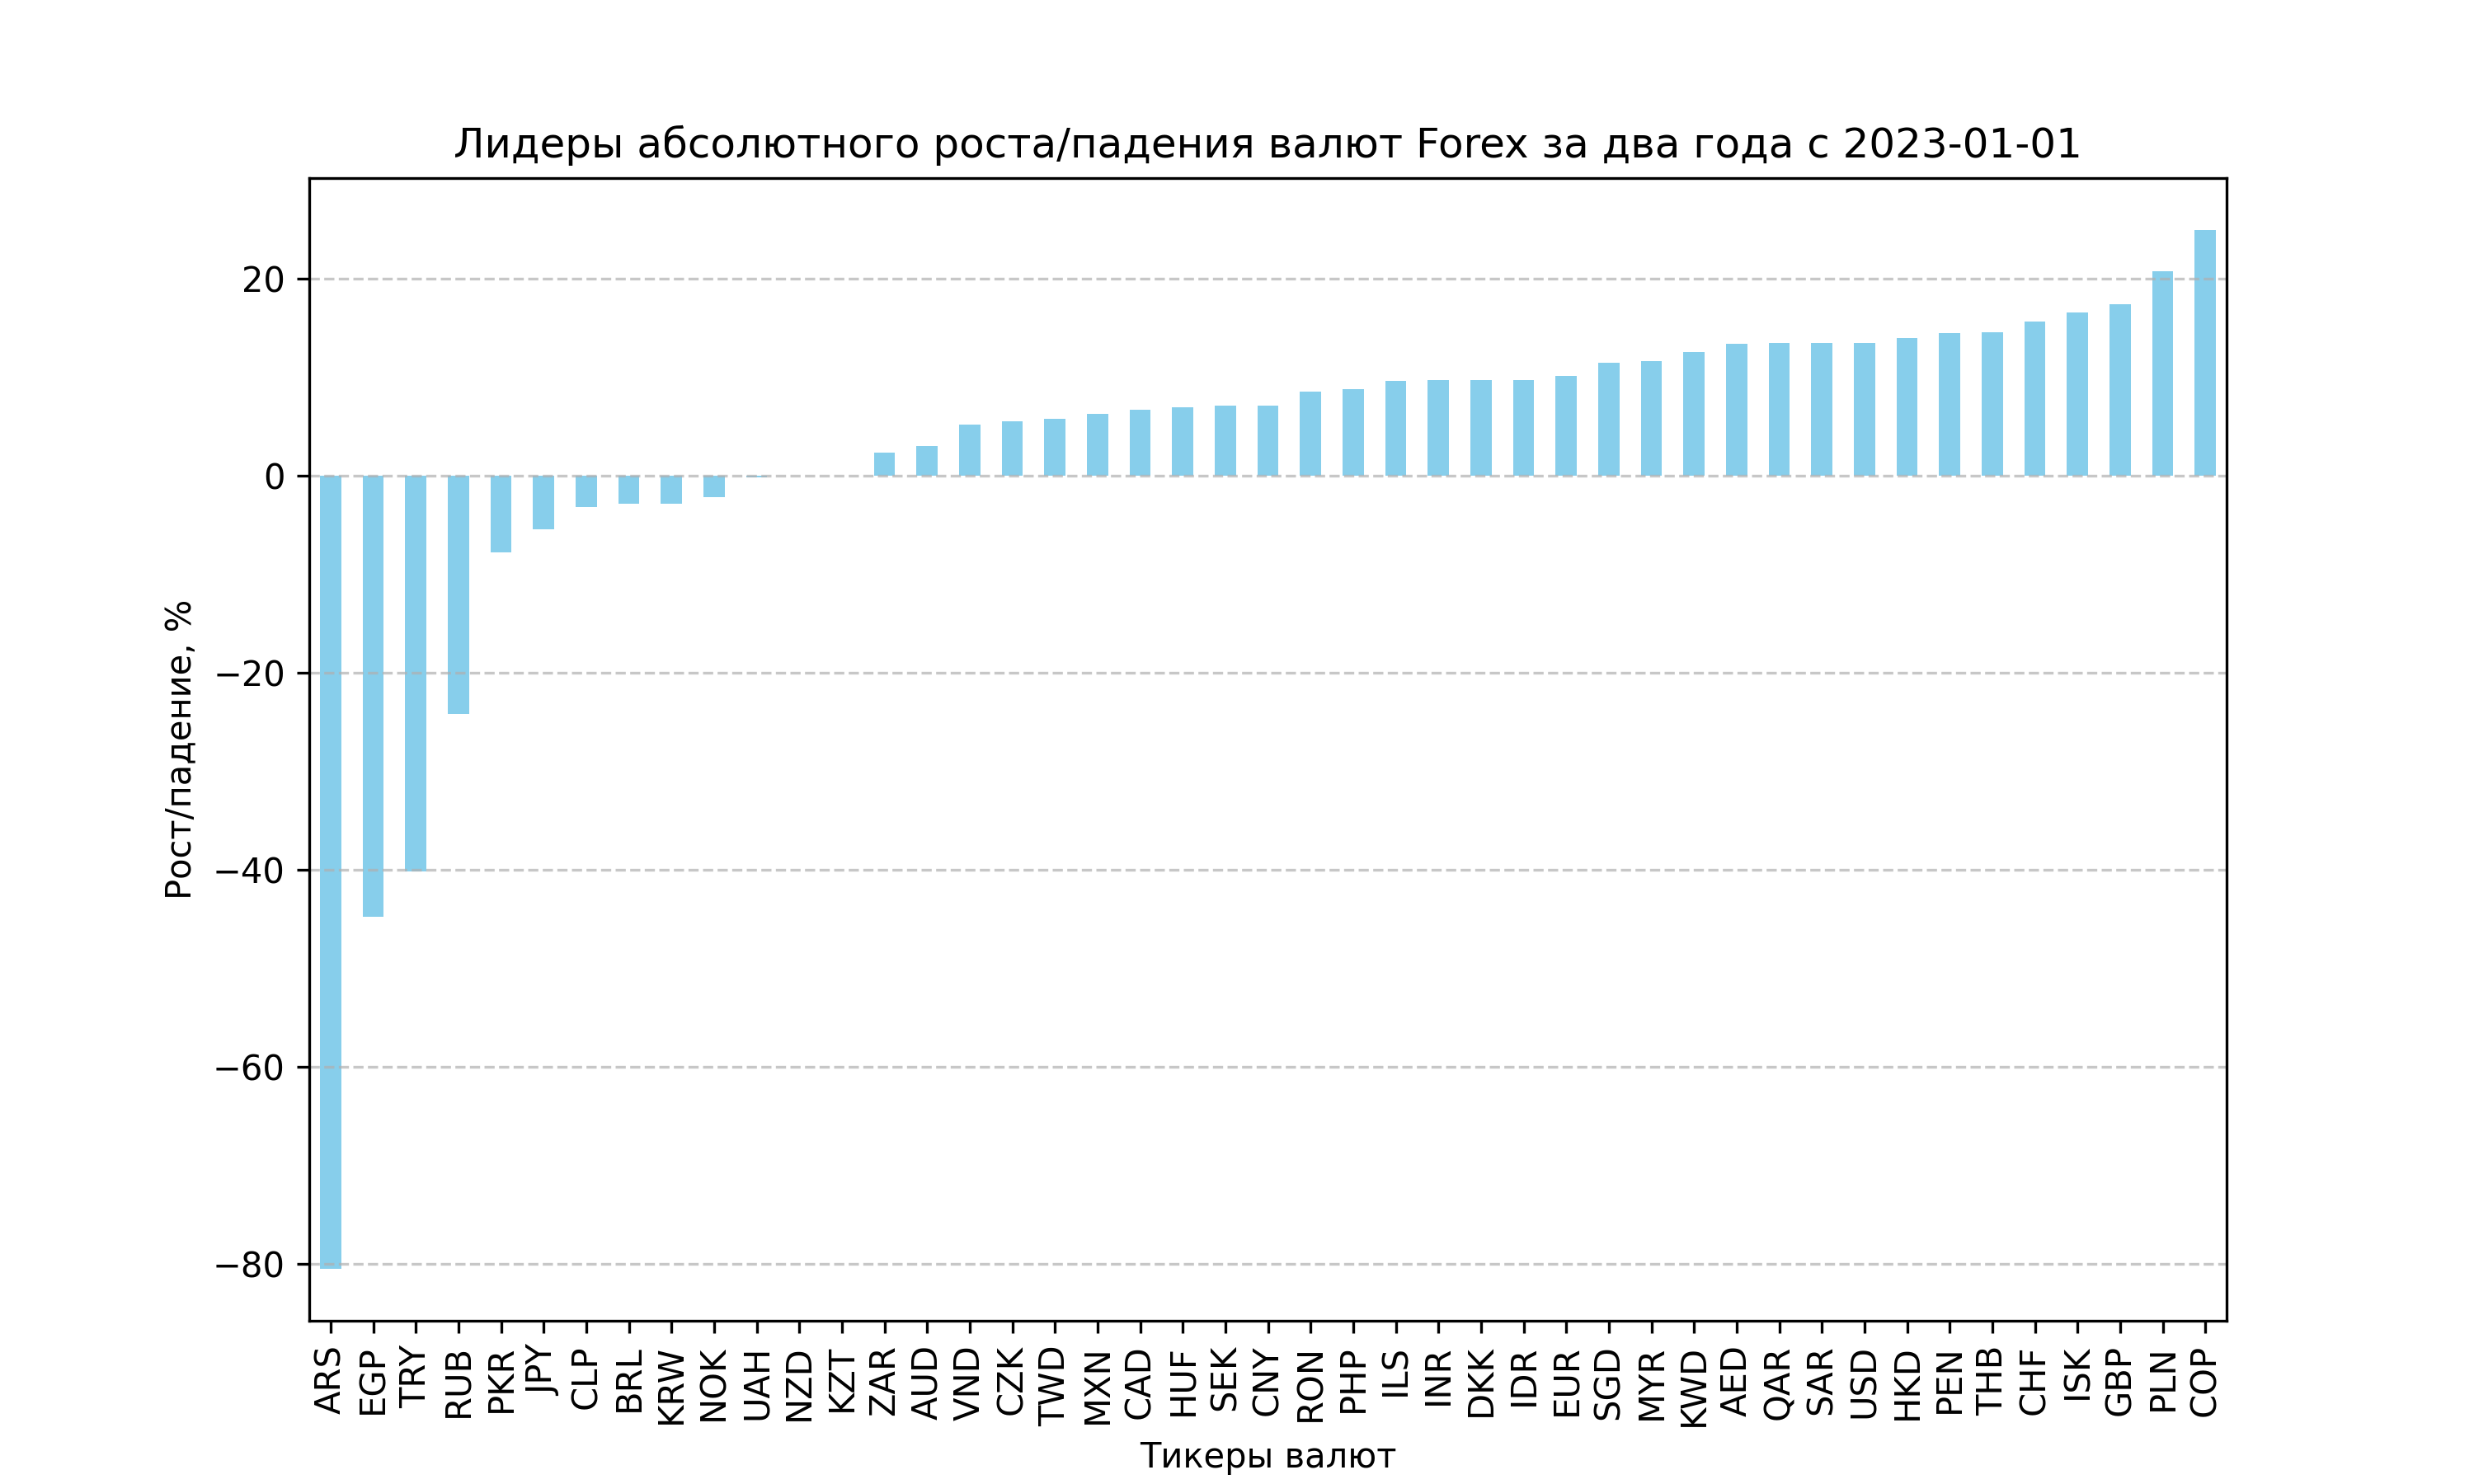 Лидеры абсолютного роста/падения валют Forex за два года с 2023-01-01
Рост/падение, %
20
0
−20
−40
−60
−80
ARS EGP TRY RUB PKR JPY CLP BRL KRW NOK UAH NZD KZT ZAR AUD VND CZK TWD MXN CAD HUF SEK CNY RON PHP ILS INR DKK IDR EUR SGD MYR KWD AED QAR SAR USD HKD PEN THB CHF ISK GBP PLN COP
Тикеры валют